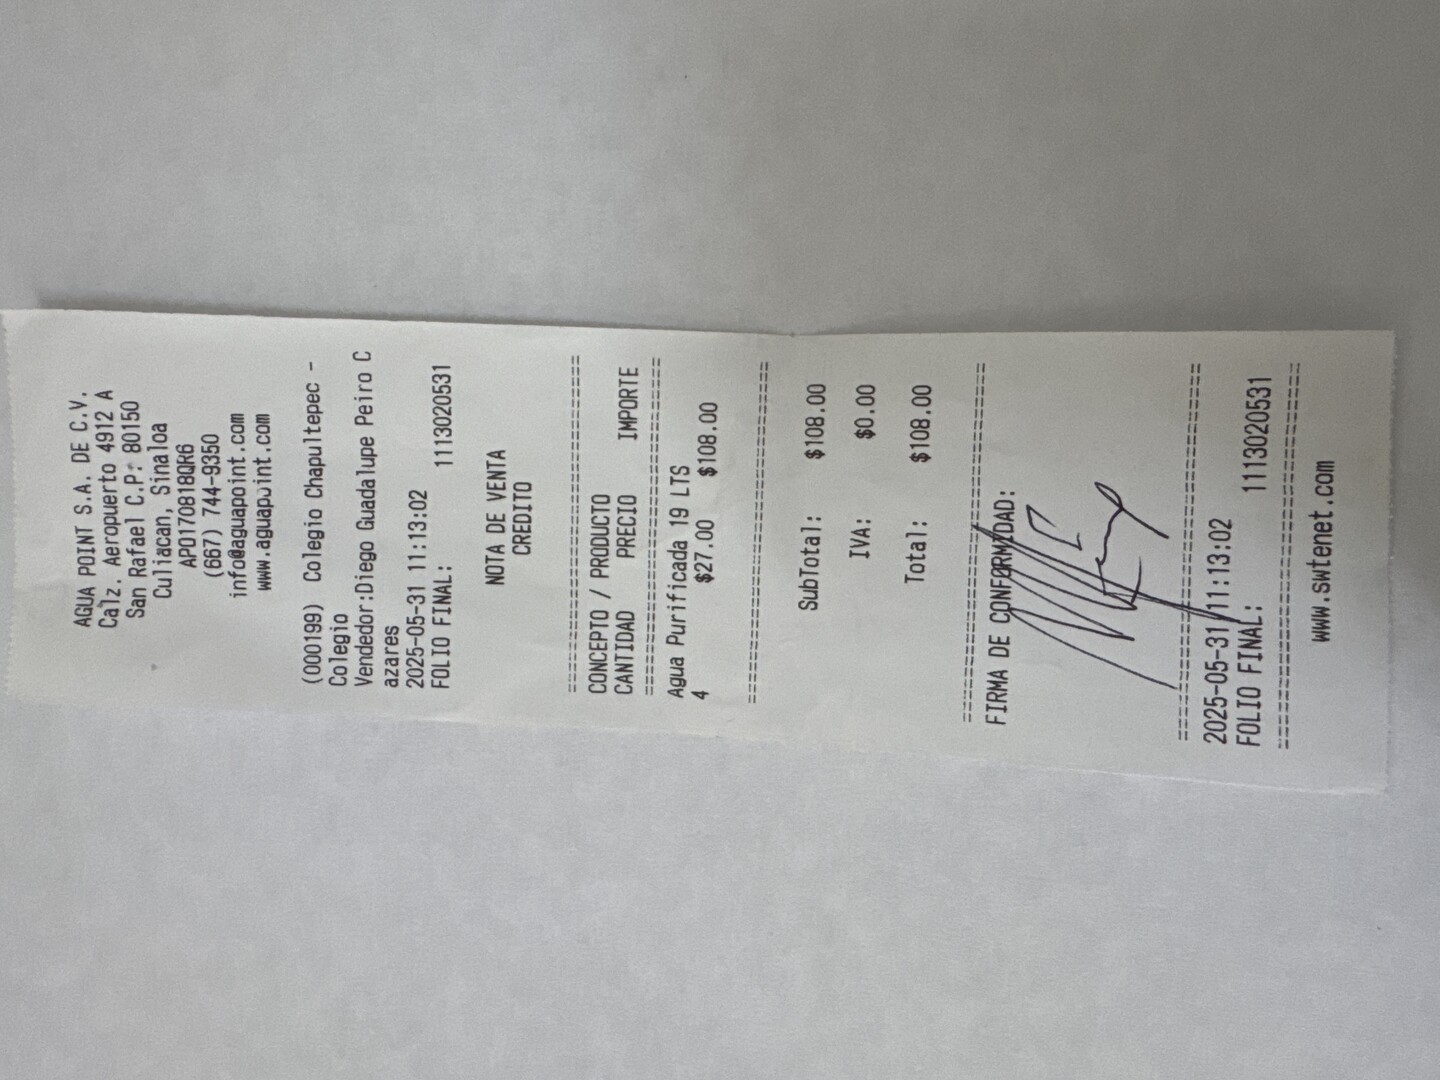 AGUA POINT S.A. DE C.V.
Calz. Aeropuerto 4912 A
San Rafael C.P: 80150
Culiacan, Sinaloa
APO170818QR6
(667) 744-9350
info@aguapoint.com
www.aguapoint.com
(000199) Colegio Chapultepec -
Colegio
Vendedor:Diego Guadalupe Peiro C
azares
2025-05-31 11:13:02
FOLIO FINAL: 1113020531
NOTA DE VENTA
CREDITO
CONCEPTO / PRODUCTO
CANTIDAD PRECIO IMPORTE
Agua Purificada 19 LTS
4 $27.00 $108.00
SubTotal: $108.00
IVA: $0.00
Total: $108.00
FIRMA DE CONFORMIDAD:
2025-05-31 11:13:02
FOLIO FINAL: 1113020531
www.swtenet.com